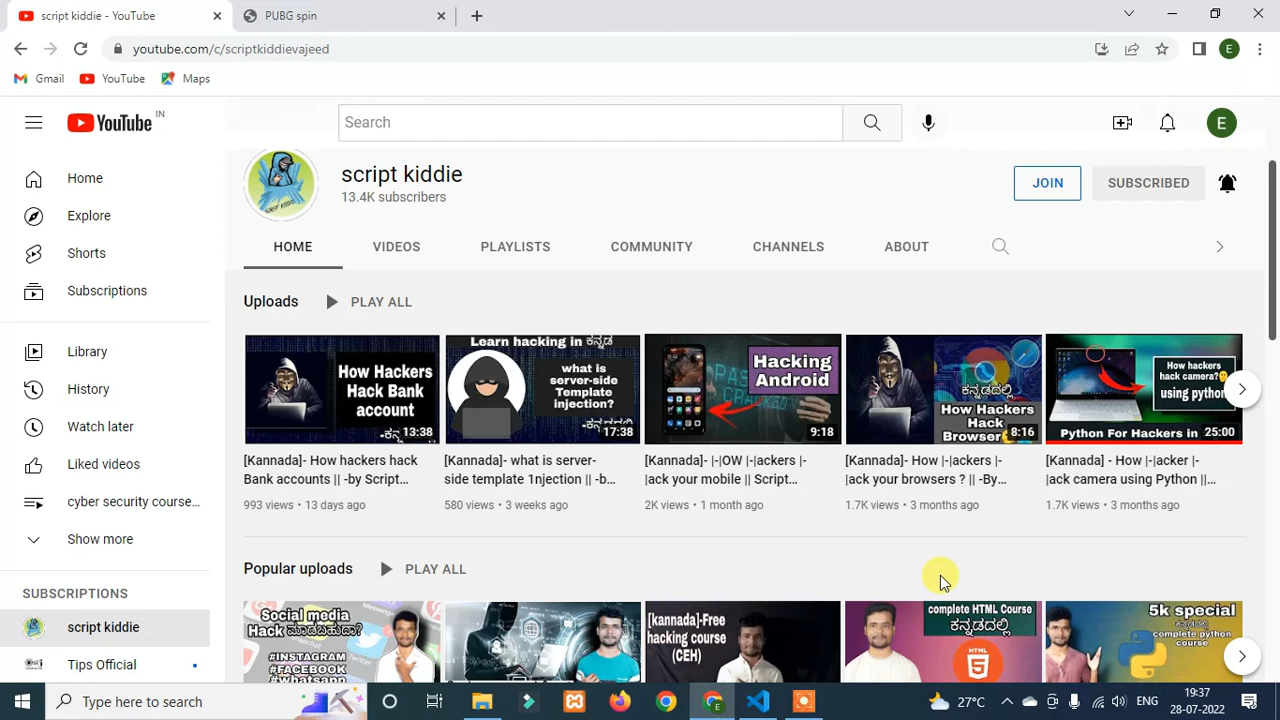 script kiddie - YouTube
PUBG spin
youtube.com/c/scriptkiddievajeed
E
Gmail
YouTube
Maps
YouTube
IN
Search
E
Home
Explore
Shorts
Subscriptions
Library
History
Watch later
Liked videos
cyber security course...
Show more
SUBSCRIPTIONS
script kiddie
Tips Official
script kiddie
13.4K subscribers
JOIN
SUBSCRIBED
HOME
VIDEOS
PLAYLISTS
COMMUNITY
CHANNELS
ABOUT
Uploads
PLAY ALL
How Hackers
Hack Bank
account
13:38
[Kannada]- How hackers hack
Bank accounts || -by Script...
993 views • 13 days ago
Learn hacking in ಕನ್ನಡ
what is
server-side
Template
injection?
17:38
[Kannada]- what is server-
side template 1njection || -b...
580 views • 3 weeks ago
Hacking
Android
9:18
[Kannada]- |-|OW |-|ackers |-
|ack your mobile || Script...
2K views • 1 month ago
ಕನ್ನಡದಲ್ಲಿ
How Hackers
Hack
Browser
8:16
[Kannada]- How |-|ackers |-
|ack your browsers ? || -By...
1.7K views • 3 months ago
How hackers
hack camera?
using python
Python For Hackers in
25:00
[Kannada] - How |-|acker |-
|ack camera using Python ||...
1.7K views • 3 months ago
Popular uploads
PLAY ALL
Social media
Hack ಮಾಡಬಹುದಾ?
#INSTAGRAM
#FACEBOOK
#whatsapp
[kannada]-Free
hacking course
(CEH)
complete HTML Course
ಕನ್ನಡದಲ್ಲಿ
HTML
5k special
ಕನ್ನಡದಲ್ಲಿ
complete python
course
Type here to search
27°C
ENG
19:37
28-07-2022